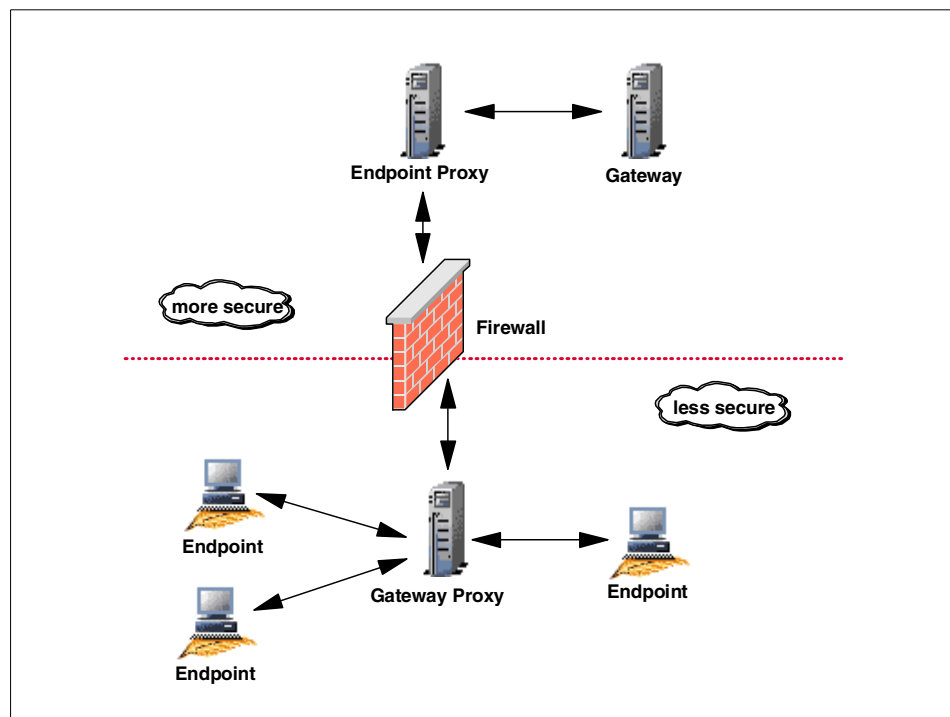 Endpoint Proxy
Gateway
more secure
Firewall
less secure
Endpoint
Gateway Proxy
Endpoint
Endpoint